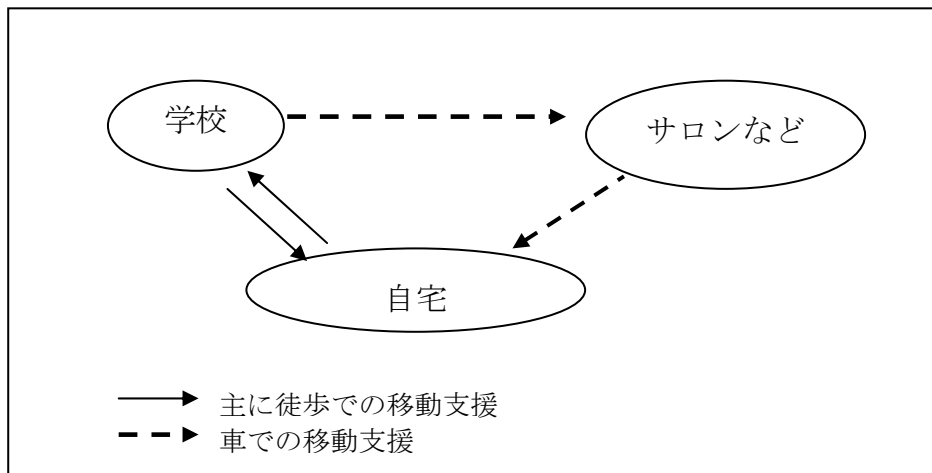 学校
サロンなど
自宅
主に徒歩での移動支援
車での移動支援